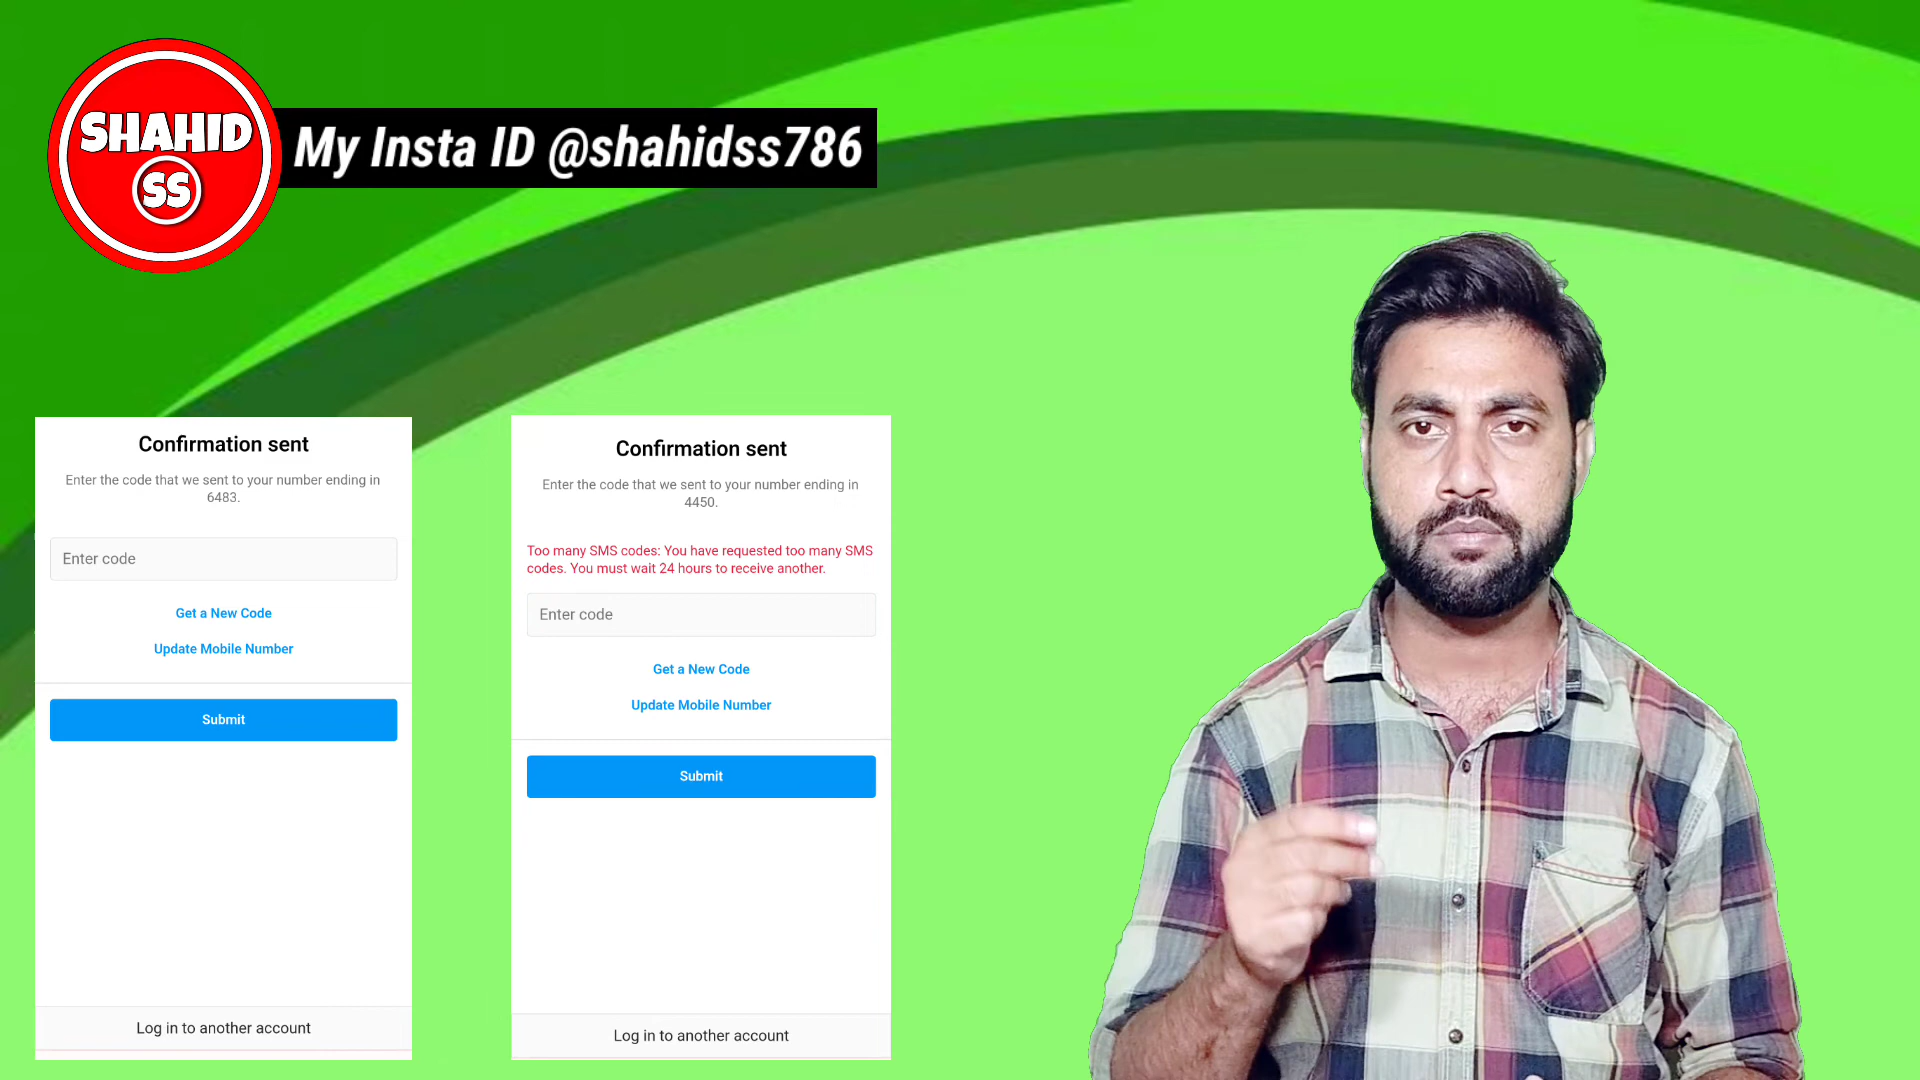 SHAHID
SS
My Insta ID @shahidss786
Confirmation sent
Enter the code that we sent to your number ending in
6483.
Enter code
Get a New Code
Update Mobile Number
Submit
Log in to another account
Confirmation sent
Enter the code that we sent to your number ending in
4450.
Too many SMS codes: You have requested too many SMS
codes. You must wait 24 hours to receive another.
Enter code
Get a New Code
Update Mobile Number
Submit
Log in to another account